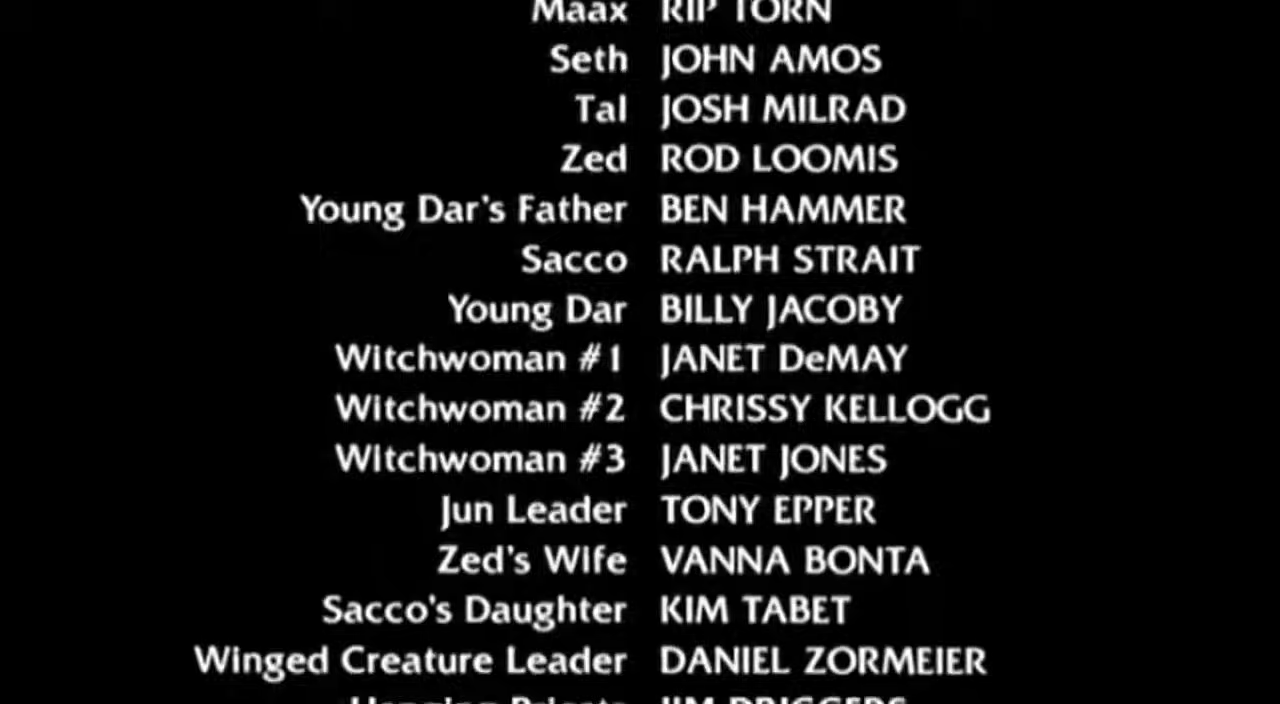 Maax RIP TORN
Seth JOHN AMOS
Tal JOSH MILRAD
Zed ROD LOOMIS
Young Dar's Father BEN HAMMER
Sacco RALPH STRAIT
Young Dar BILLY JACOBY
Witchwoman #1 JANET DeMAY
Witchwoman #2 CHRISSY KELLOGG
Witchwoman #3 JANET JONES
Jun Leader TONY EPPER
Zed's Wife VANNA BONTA
Sacco's Daughter KIM TABET
Winged Creature Leader DANIEL ZORMEIER
JIM DRIGGERS